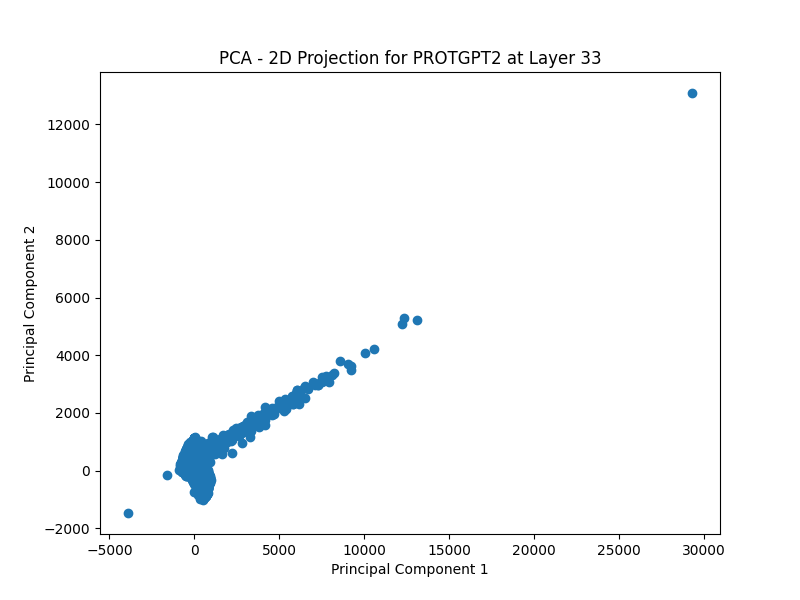 PCA - 2D Projection for PROTGPT2 at Layer 33
12000
10000
8000
6000
4000
2000
0
−2000
Principal Component 2
−5000 0 5000 10000 15000 20000 25000 30000
Principal Component 1